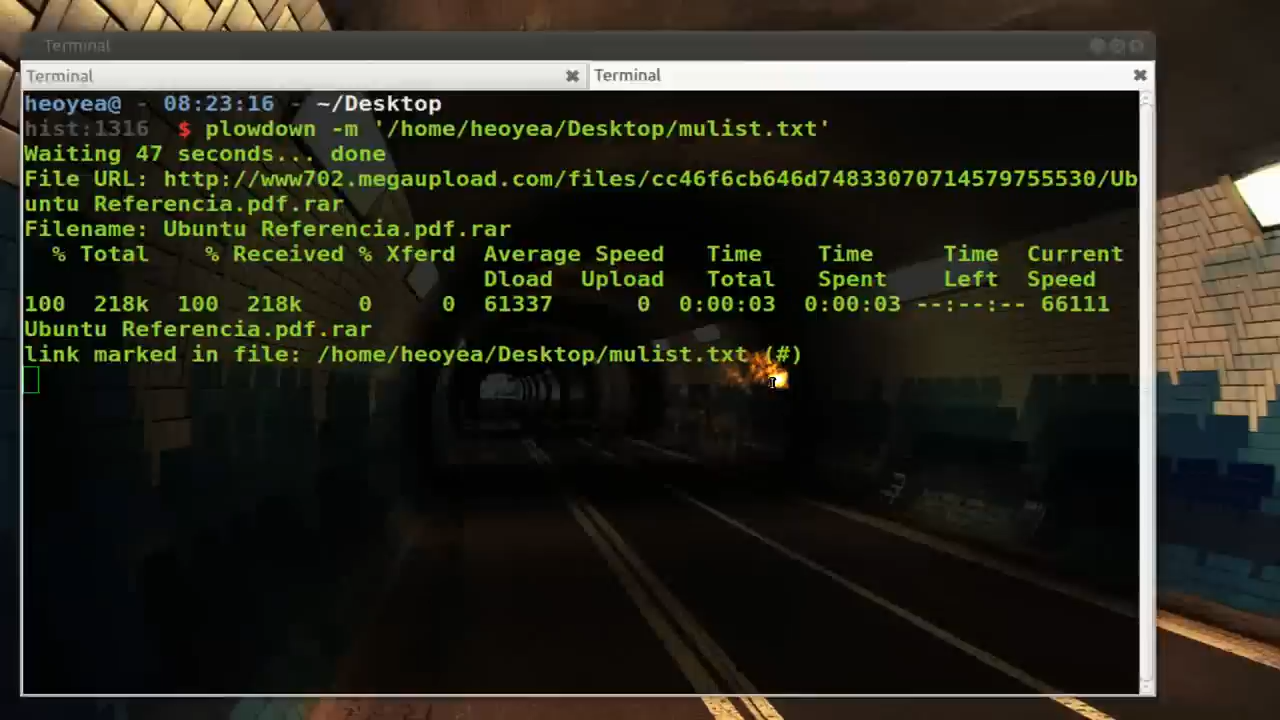 Terminal
Terminal
Terminal
heoyea@ - 08:23:16 - ~/Desktop
hist:1316  $ plowdown -m '/home/heoyea/Desktop/mulist.txt'
Waiting 47 seconds... done
File URL: http://www702.megaupload.com/files/cc46f6cb646d74833070714579755530/Ub
untu Referencia.pdf.rar
Filename: Ubuntu Referencia.pdf.rar
% Total    % Received % Xferd  Average Speed   Time    Time     Time  Current
Dload  Upload   Total   Spent    Left  Speed
100  218k  100  218k    0     0  61337      0  0:00:03  0:00:03 --:--:-- 66111
Ubuntu Referencia.pdf.rar
link marked in file: /home/heoyea/Desktop/mulist.txt (#)